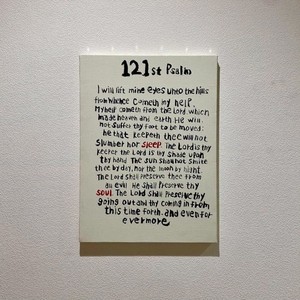 121st Psalm
I will lift mine eyes unto the hills
from whence cometh my help.
My help cometh from the Lord which
made heaven and earth He will
not suffer thy foot to be moved:
he that keepeth thee will not
slumber nor sleep. The Lord is thy
keeper the Lord is thy shade upon
thy hand The sun shall not smite
thee by day, nor the moon by night.
The Lord shall preserve thee from
all evil He shall preserve thy
soul The Lord shall preserve thy
going out and thy coming in from
this time forth, and even for
evermore